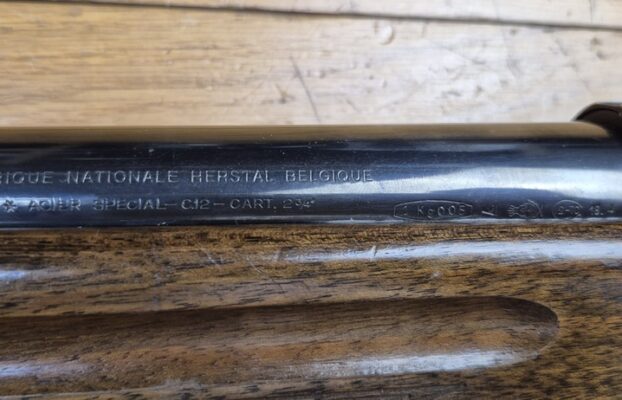 RIQUE NATIONALE HERSTAL BELGIQUE
★ ACIER SPECIAL-C12-CART. 2¾"